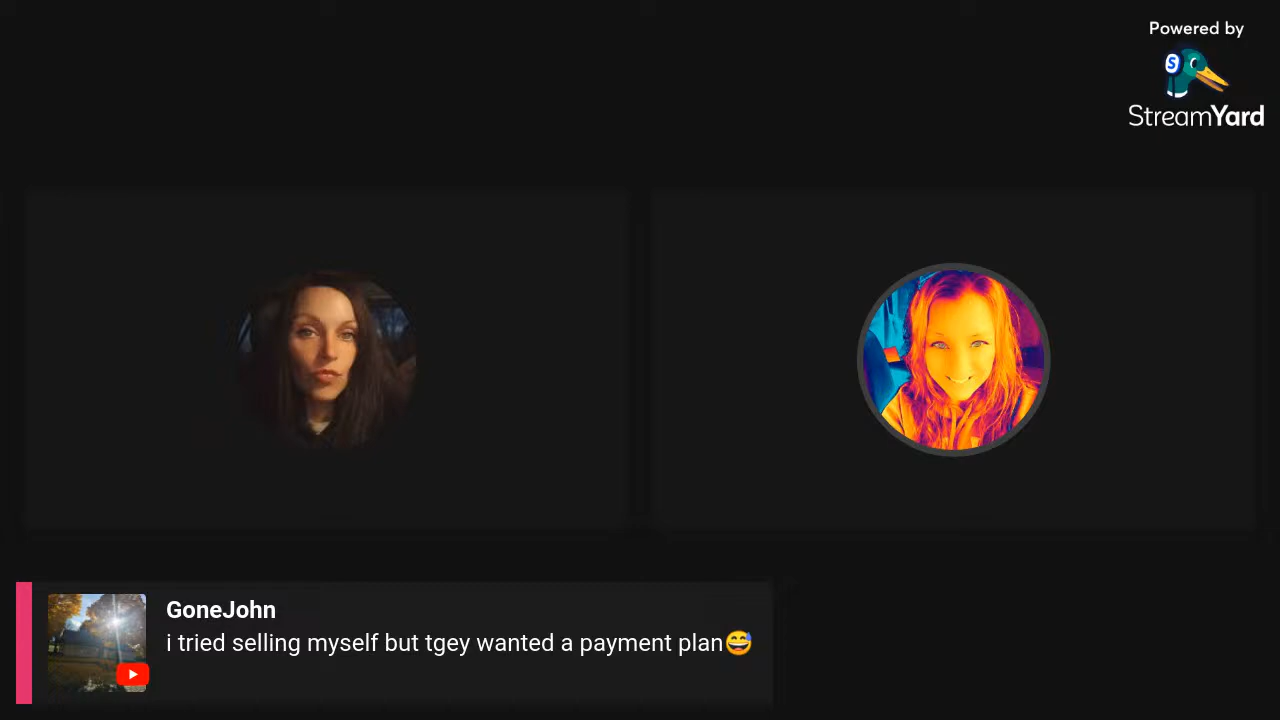 Powered by
S
StreamYard
GoneJohn
i tried selling myself but tgey wanted a payment plan😅